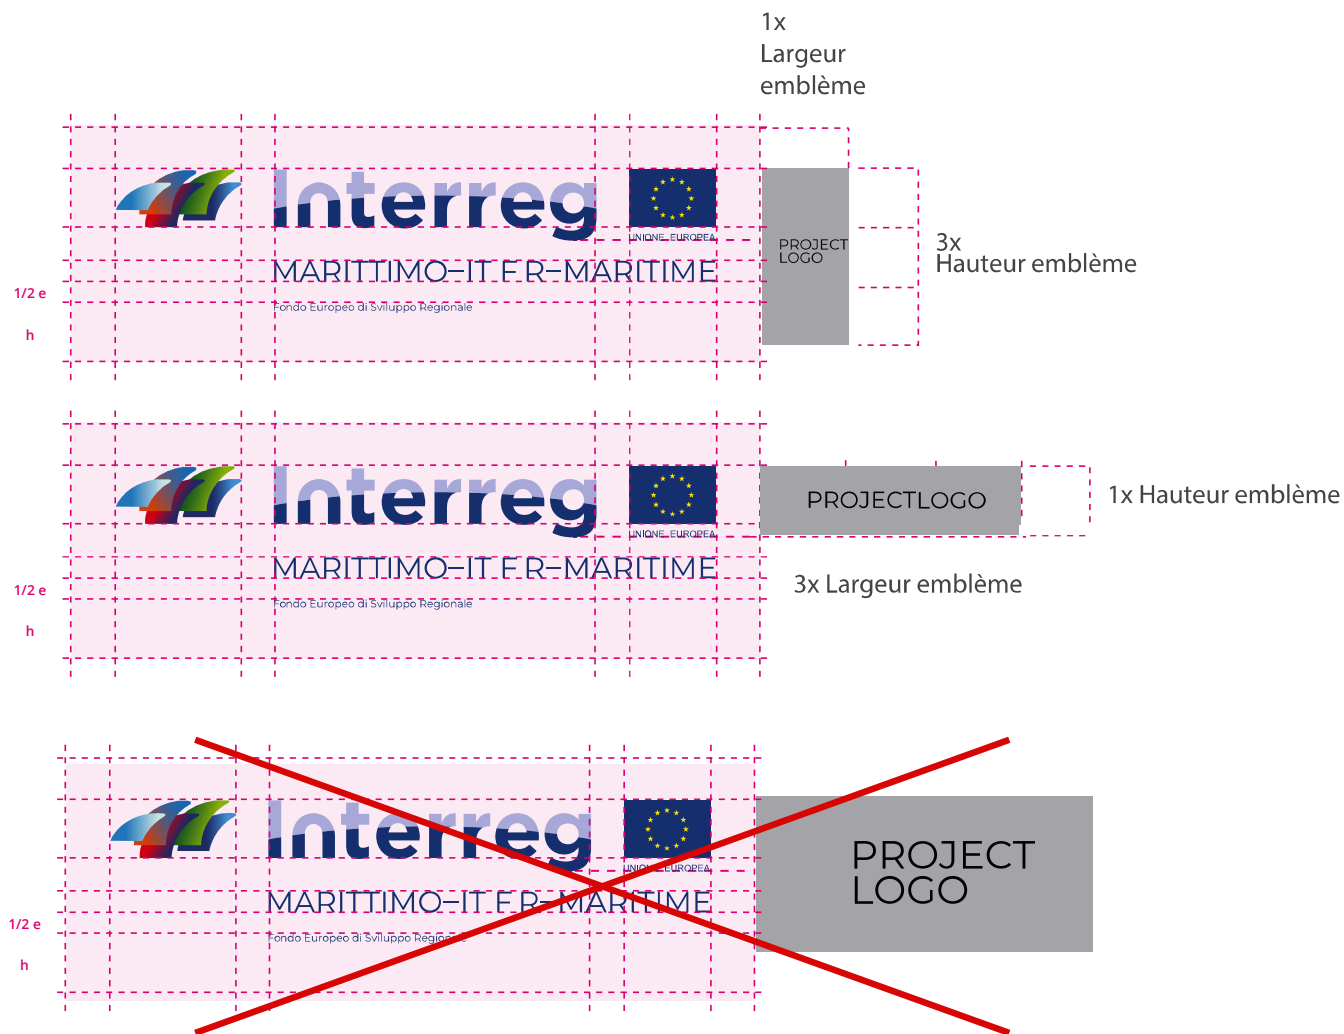 1x
Largeur
emblème
Interreg
UNIONE EUROPEA
PROJECT
LOGO
3x
Hauteur emblème
MARITTIMO–IT FR–MARITIME
1/2 e
Fondo Europeo di Sviluppo Regionale
h
Interreg
UNIONE EUROPEA
PROJECTLOGO
1x Hauteur emblème
MARITTIMO–IT FR–MARITIME
3x Largeur emblème
1/2 e
Fondo Europeo di Sviluppo Regionale
h
Interreg
UNIONE EUROPEA
PROJECT
LOGO
MARITTIMO–IT FR–MARITIME
1/2 e
Fondo Europeo di Sviluppo Regionale
h